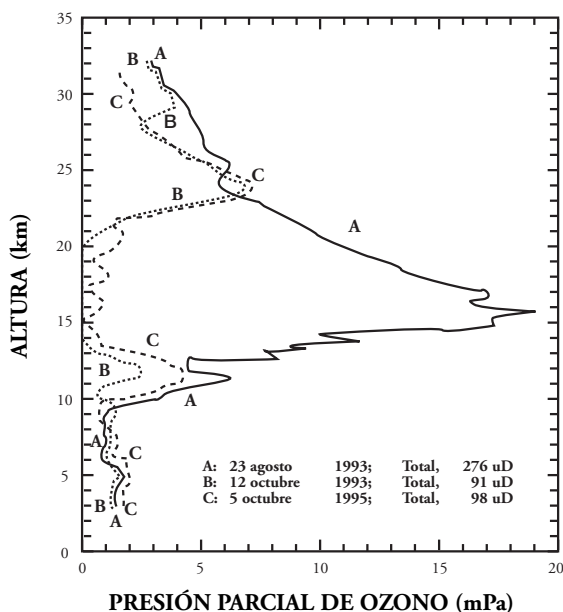 35
30
25
20
15
10
5
0
ALTURA (km)
B A
C
B
C
B
A
C
B
A
A
C
B
A
C
A: 23 agosto 1993; Total, 276 uD
B: 12 octubre 1993; Total, 91 uD
C: 5 octubre 1995; Total, 98 uD
0 5 10 15 20
PRESIÓN PARCIAL DE OZONO (mPa)